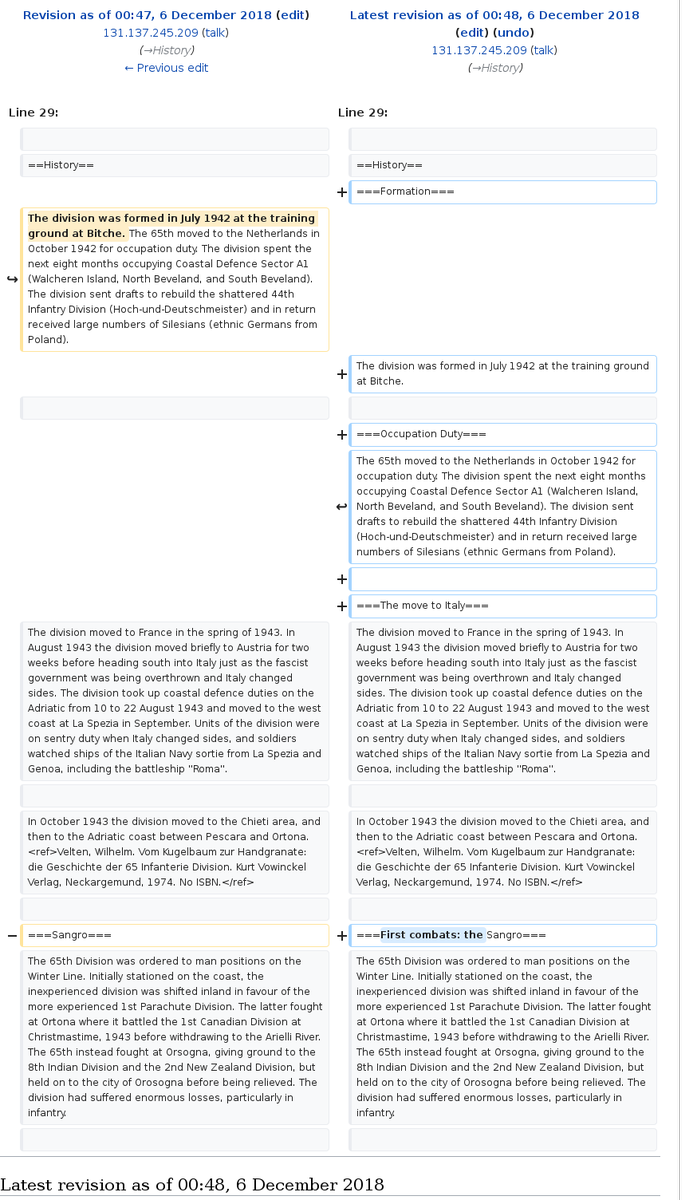 Revision as of 00:47, 6 December 2018 (edit)
131.137.245.209 (talk)
(→History)
← Previous edit
Latest revision as of 00:48, 6 December 2018
(edit) (undo)
131.137.245.209 (talk)
(→History)
Line 29:
Line 29:
==History==
==History==
+ ===Formation===
The division was formed in July 1942 at the training
ground at Bitche. The 65th moved to the Netherlands in
October 1942 for occupation duty. The division spent the
next eight months occupying Coastal Defence Sector A1
(Walcheren Island, North Beveland, and South Beveland).
The division sent drafts to rebuild the shattered 44th
Infantry Division (Hoch-und-Deutschmeister) and in return
received large numbers of Silesians (ethnic Germans from
Poland).
+ The division was formed in July 1942 at the training ground
at Bitche.
+ ===Occupation Duty===
The 65th moved to the Netherlands in October 1942 for
occupation duty. The division spent the next eight months
occupying Coastal Defence Sector A1 (Walcheren Island,
North Beveland, and South Beveland). The division sent
drafts to rebuild the shattered 44th Infantry Division
(Hoch-und-Deutschmeister) and in return received large
numbers of Silesians (ethnic Germans from Poland).
+
+ ===The move to Italy===
The division moved to France in the spring of 1943. In
August 1943 the division moved briefly to Austria for two
weeks before heading south into Italy just as the fascist
government was being overthrown and Italy changed
sides. The division took up coastal defence duties on the
Adriatic from 10 to 22 August 1943 and moved to the west
coast at La Spezia in September. Units of the division were
on sentry duty when Italy changed sides, and soldiers
watched ships of the Italian Navy sortie from La Spezia and
Genoa, including the battleship "Roma".
The division moved to France in the spring of 1943. In
August 1943 the division moved briefly to Austria for two
weeks before heading south into Italy just as the fascist
government was being overthrown and Italy changed
sides. The division took up coastal defence duties on the
Adriatic from 10 to 22 August 1943 and moved to the west
coast at La Spezia in September. Units of the division were
on sentry duty when Italy changed sides, and soldiers
watched ships of the Italian Navy sortie from La Spezia and
Genoa, including the battleship "Roma".
In October 1943 the division moved to the Chieti area, and
then to the Adriatic coast between Pescara and Ortona.
<ref>Velten, Wilhelm. Vom Kugelbaum zur Handgranate:
die Geschichte der 65 Infanterie Division. Kurt Vowinckel
Verlag, Neckargemund, 1974. No ISBN.</ref>
In October 1943 the division moved to the Chieti area, and
then to the Adriatic coast between Pescara and Ortona.
<ref>Velten, Wilhelm. Vom Kugelbaum zur Handgranate:
die Geschichte der 65 Infanterie Division. Kurt Vowinckel
Verlag, Neckargemund, 1974. No ISBN.</ref>
− ===Sangro===
+ ===First combats: the Sangro===
The 65th Division was ordered to man positions on the
Winter Line. Initially stationed on the coast, the
inexperienced division was shifted inland in favour of the
more experienced 1st Parachute Division. The latter fought
at Ortona where it battled the 1st Canadian Division at
Christmastime, 1943 before withdrawing to the Arielli River.
The 65th instead fought at Orsogna, giving ground to the
8th Indian Division and the 2nd New Zealand Division, but
held on to the city of Orosogna before being relieved. The
division had suffered enormous losses, particularly in
infantry.
The 65th Division was ordered to man positions on the
Winter Line. Initially stationed on the coast, the
inexperienced division was shifted inland in favour of the
more experienced 1st Parachute Division. The latter fought
at Ortona where it battled the 1st Canadian Division at
Christmastime, 1943 before withdrawing to the Arielli River.
The 65th instead fought at Orsogna, giving ground to the
8th Indian Division and the 2nd New Zealand Division, but
held on to the city of Orosogna before being relieved. The
division had suffered enormous losses, particularly in
infantry.
Latest revision as of 00:48, 6 December 2018